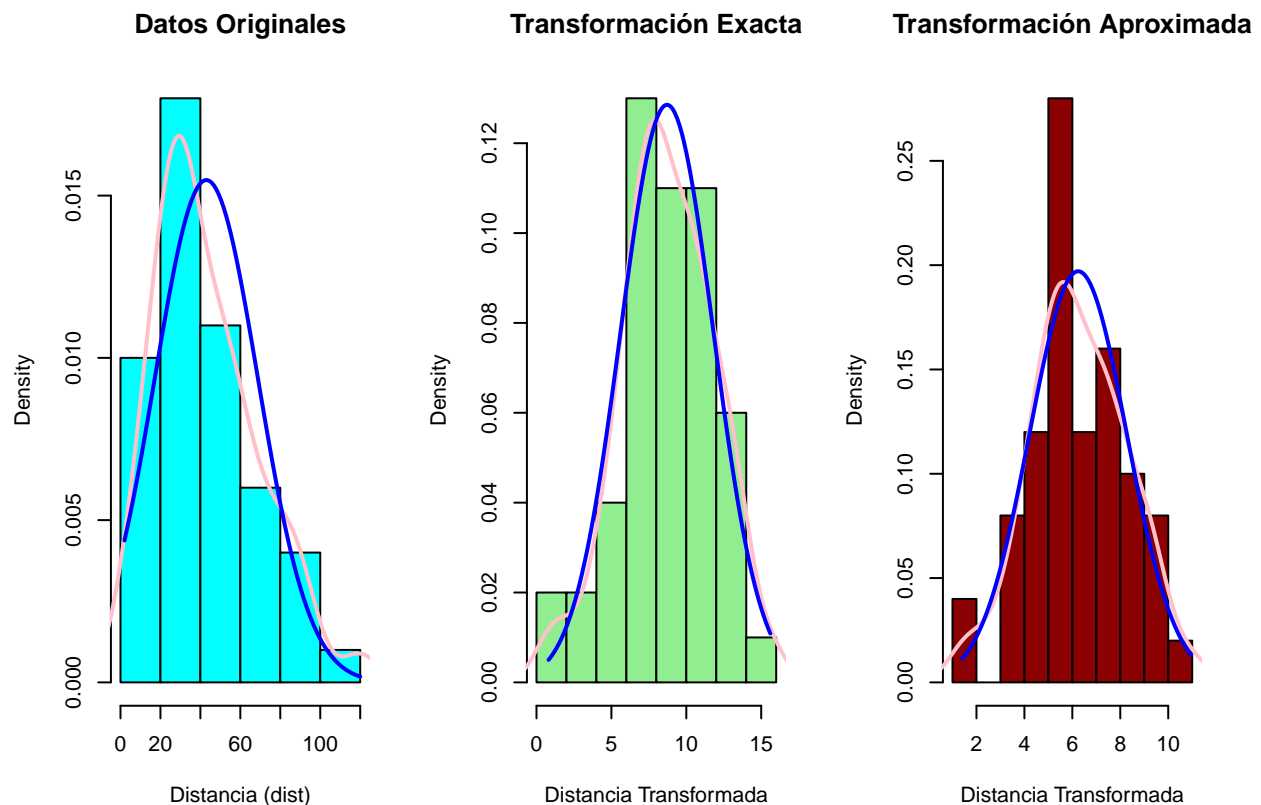 Datos Originales
Density
0.000
0.005
0.010
0.015
0 20 60 100
Distancia (dist)
Transformación Exacta
Density
0.00
0.02
0.04
0.06
0.08
0.10
0.12
0 5 10 15
Distancia Transformada
Transformación Aproximada
Density
0.00
0.05
0.10
0.15
0.20
0.25
2 4 6 8 10
Distancia Transformada